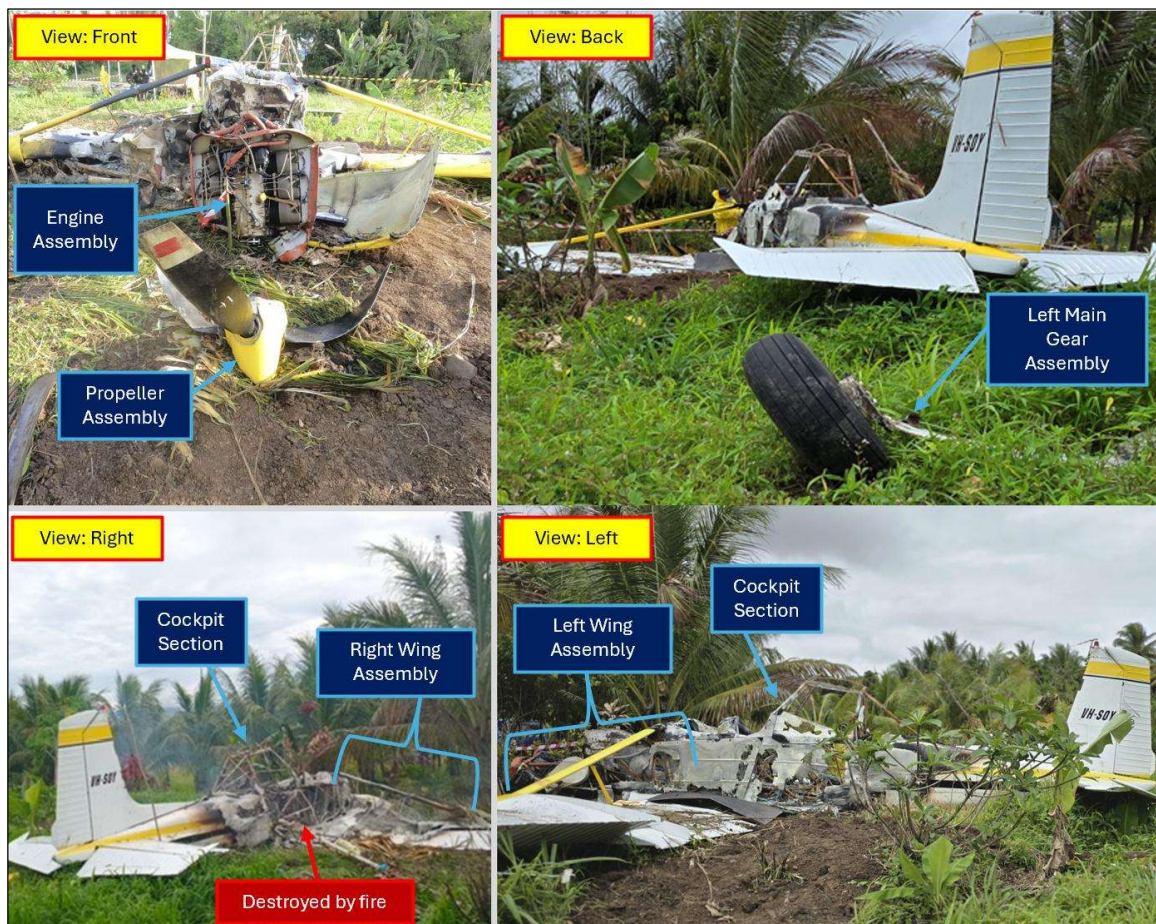 View: Front
Engine
Assembly
Propeller
Assembly
View: Back
VH-SOY
Left Main
Gear
Assembly
View: Right
Cockpit
Section
Right Wing
Assembly
VH-SOY
Destroyed by fire
View: Left
Left Wing
Assembly
Cockpit
Section
VH-SOY